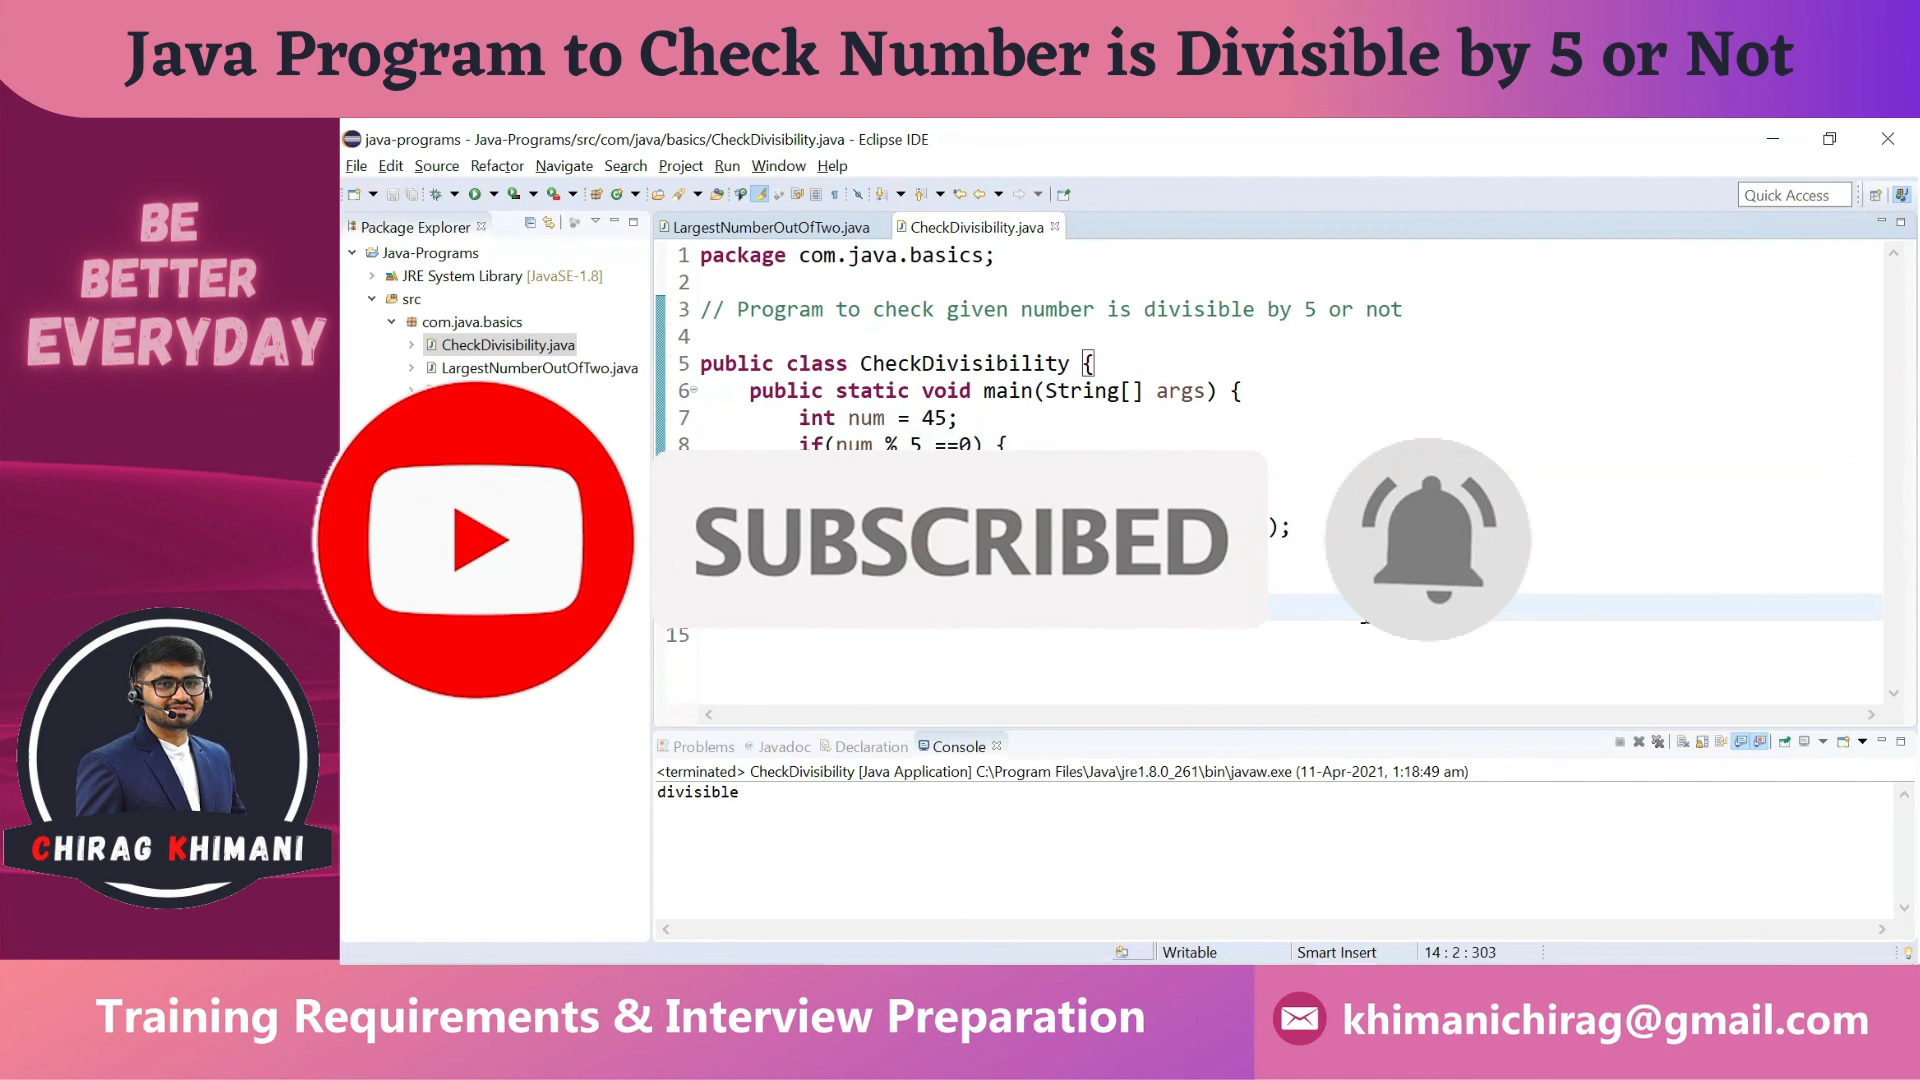 Java Program to Check Number is Divisible by 5 or Not
BE
BETTER
EVERYDAY
CHIRAG KHIMANI
java-programs - Java-Programs/src/com/java/basics/CheckDivisibility.java - Eclipse IDE
File Edit Source Refactor Navigate Search Project Run Window Help
Quick Access
Package Explorer
Java-Programs
JRE System Library [JavaSE-1.8]
src
com.java.basics
CheckDivisibility.java
LargestNumberOutOfTwo.java
LargestNumberOutOfTwo.java CheckDivisibility.java
1 package com.java.basics;
2
3 // Program to check given number is divisible by 5 or not
4
5 public class CheckDivisibility {
6 public static void main(String[] args) {
7 int num = 45;
8 if(num % 5 ==0) {
);
15
SUBSCRIBED
Problems Javadoc Declaration Console
<terminated> CheckDivisibility [Java Application] C:\Program Files\Java\jre1.8.0_261\bin\javaw.exe (11-Apr-2021, 1:18:49 am)
divisible
Writable Smart Insert 14 : 2 : 303
Training Requirements & Interview Preparation
khimanichirag@gmail.com